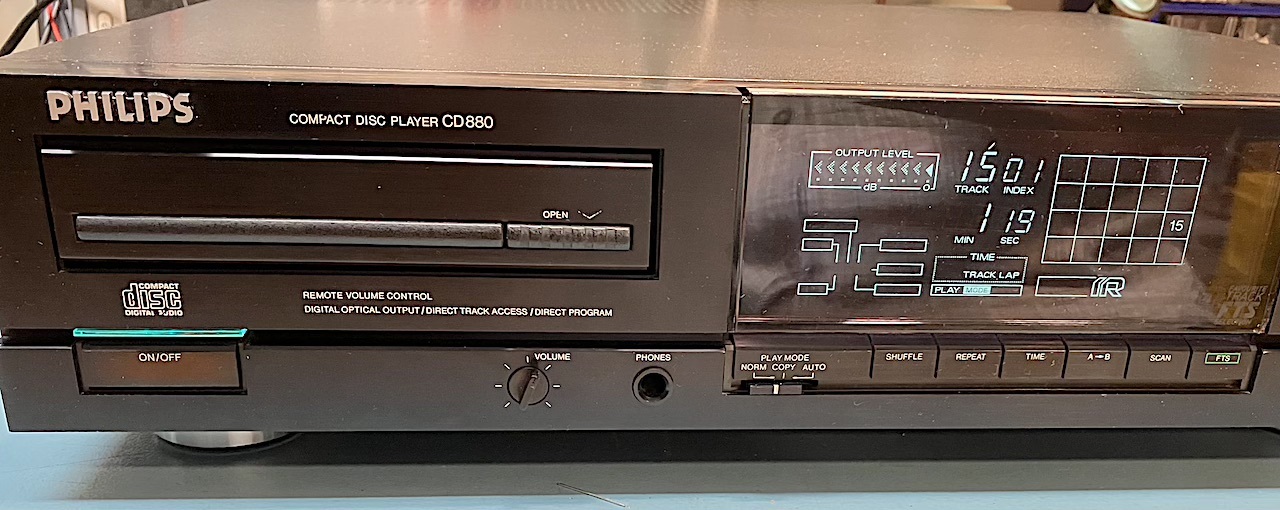 PHILIPS
COMPACT DISC PLAYER CD880
OPEN
COMPACT
disc
DIGITAL AUDIO
REMOTE VOLUME CONTROL
DIGITAL OPTICAL OUTPUT / DIRECT TRACK ACCESS / DIRECT PROGRAM
ON/OFF
VOLUME
PHONES
OUTPUT LEVEL
dB 0
15 01
TRACK INDEX
1 19
MIN SEC
TIME
TRACK LAP
PLAY MODE
15
TRACK
FTS
PLAY MODE
NORM COPY AUTO
SHUFFLE
REPEAT
TIME
A→B
SCAN
FTS